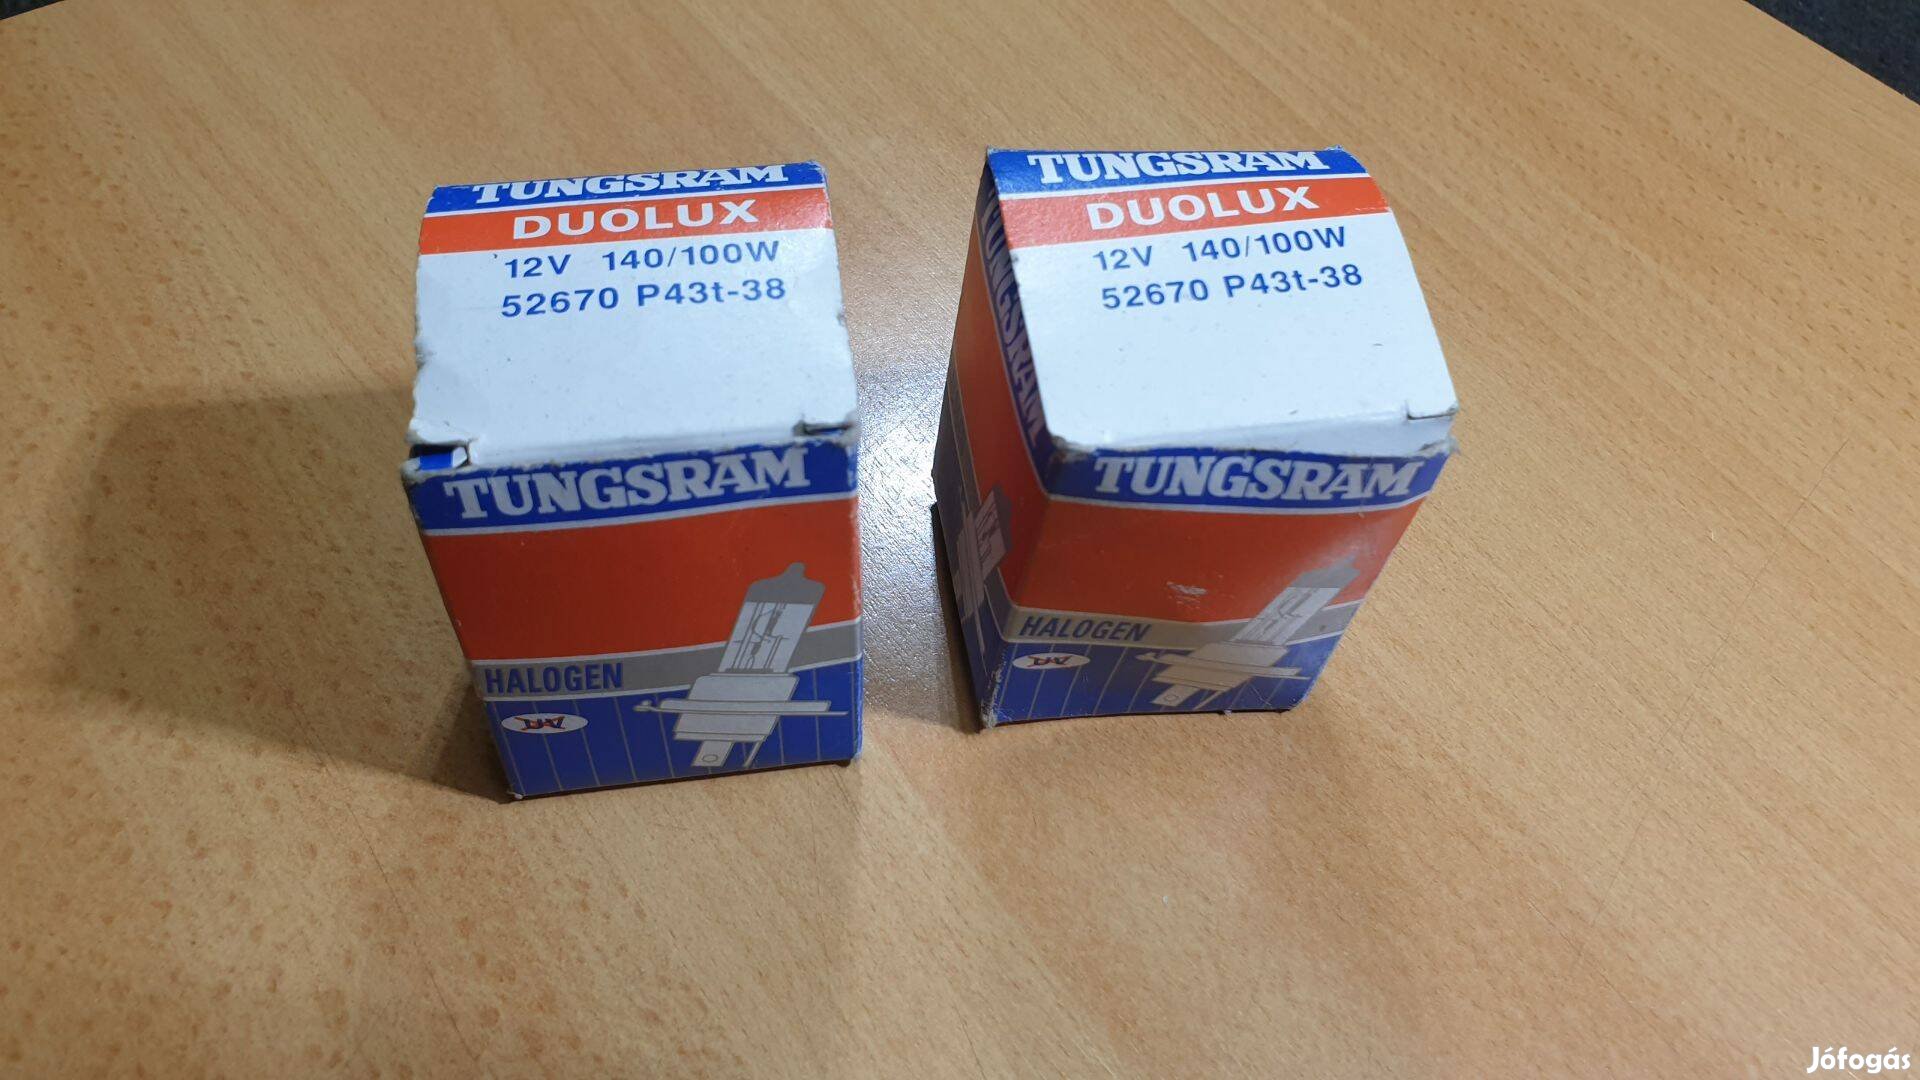 TUNGSRAM
DUOLUX
12V 140/100W
52670 P43t-38
TUNGSRAM
HALOGEN
TUNGSRAM
DUOLUX
12V 140/100W
52670 P43t-38
TUNGSRAM
TUNGSRAM
HALOGEN
Jófogás